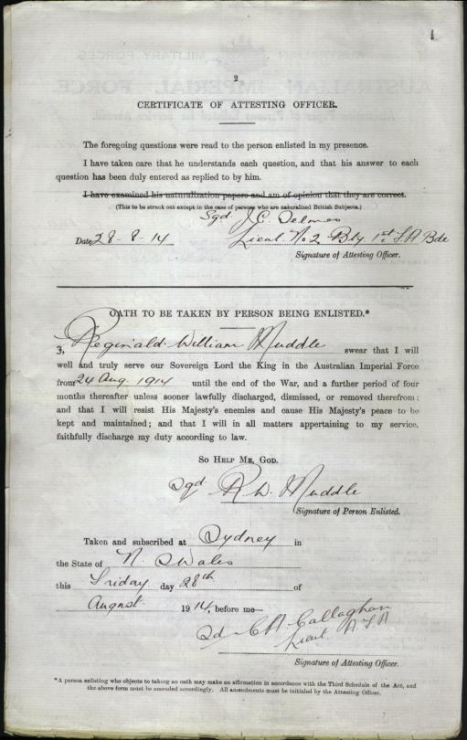 1
2
CERTIFICATE OF ATTESTING OFFICER.
The foregoing questions were read to the person enlisted in my presence.
I have taken care that he understands each question, and that his answer to each
question has been duly entered as replied to by him.
I have examined his naturalization papers and am of opinion that they are correct.
(This to be struck out except in the case of persons who are naturalized British Subjects.)
Sgd J.C. Selmes
Date 28-8-14 Lieut. No 2 Bty 1st F.A Bde
Signature of Attesting Officer.
OATH TO BE TAKEN BY PERSON BEING ENLISTED.*
I, Reginald William Muddle swear that I will
well and truly serve our Sovereign Lord the King in the Australian Imperial Force
from 24 Aug. 1914 until the end of the War, and a further period of four
months thereafter unless sooner lawfully discharged, dismissed, or removed therefrom;
and that I will resist His Majesty's enemies and cause His Majesty's peace to be
kept and maintained; and that I will in all matters appertaining to my service,
faithfully discharge my duty according to law.
SO HELP ME, GOD.
Sgd R W. Muddle
Signature of Person Enlisted.
Taken and subscribed at Sydney in
the State of N. S Wales
this Friday day 28th of
August 1914, before me—
Sd - C.A. Callaghan
Lieut A F A
Signature of Attesting Officer.
*A person enlisting who objects to taking an oath may make an affirmation in accordance with the Third Schedule of the Act, and
the above form must be amended accordingly. All amendments must be initialed by the Attesting Officer.